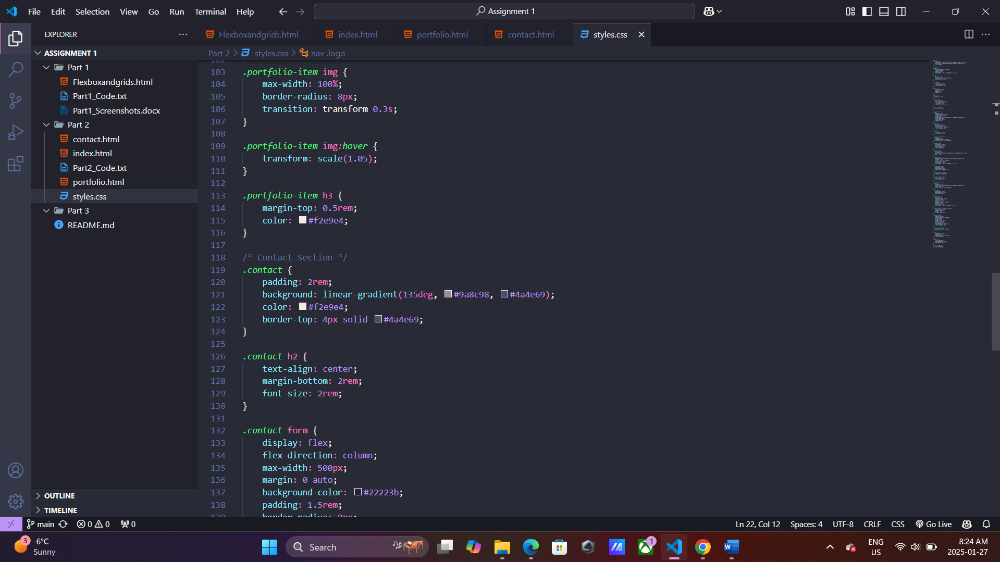 File Edit Selection View Go Run Terminal Help
Assignment 1
EXPLORER
Flexboxandgrids.html
index.html
portfolio.html
contact.html
styles.css
ASSIGNMENT 1
Part 1
Flexboxandgrids.html
Part1_Code.txt
Part1_Screenshots.docx
Part 2
contact.html
index.html
Part2_Code.txt
portfolio.html
styles.css
Part 3
README.md
OUTLINE
TIMELINE
Part 2 > styles.css > nav .logo
102
103 .portfolio-item img {
104 max-width: 100%;
105 border-radius: 8px;
106 transition: transform 0.3s;
107 }
108
109 .portfolio-item img:hover {
110 transform: scale(1.05);
111 }
112
113 .portfolio-item h3 {
114 margin-top: 0.5rem;
115 color: #f2e9e4;
116 }
117
118 /* Contact Section */
119 .contact {
120 padding: 2rem;
121 background: linear-gradient(135deg, #9a8c98, #4a4e69);
122 color: #f2e9e4;
123 border-top: 4px solid #4a4e69;
124 }
125
126 .contact h2 {
127 text-align: center;
128 margin-bottom: 2rem;
129 font-size: 2rem;
130 }
131
132 .contact form {
133 display: flex;
134 flex-direction: column;
135 max-width: 500px;
136 margin: 0 auto;
137 background-color: #22223b;
138 padding: 1.5rem;
139 border-radius: 8px;
main 0 0 0
Ln 22, Col 12 Spaces: 4 UTF-8 CRLF CSS Go Live
3
-6°C
Sunny
Search
1
ENG
US
8:24 AM
2025-01-27